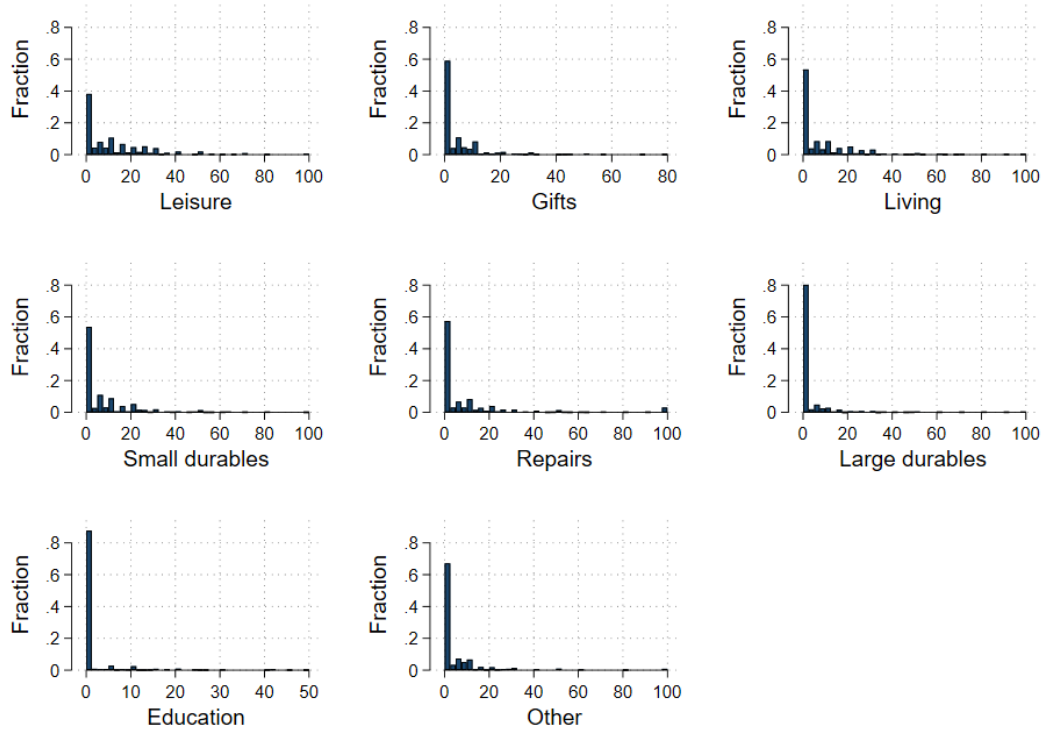 Fraction
.8
.6
.4
.2
0
0 20 40 60 80 100
Leisure
Fraction
.8
.6
.4
.2
0
0 20 40 60 80
Gifts
Fraction
.8
.6
.4
.2
0
0 20 40 60 80 100
Living
Fraction
.8
.6
.4
.2
0
0 20 40 60 80 100
Small durables
Fraction
.8
.6
.4
.2
0
0 20 40 60 80 100
Repairs
Fraction
.8
.6
.4
.2
0
0 20 40 60 80 100
Large durables
Fraction
.8
.6
.4
.2
0
0 10 20 30 40 50
Education
Fraction
.8
.6
.4
.2
0
0 20 40 60 80 100
Other